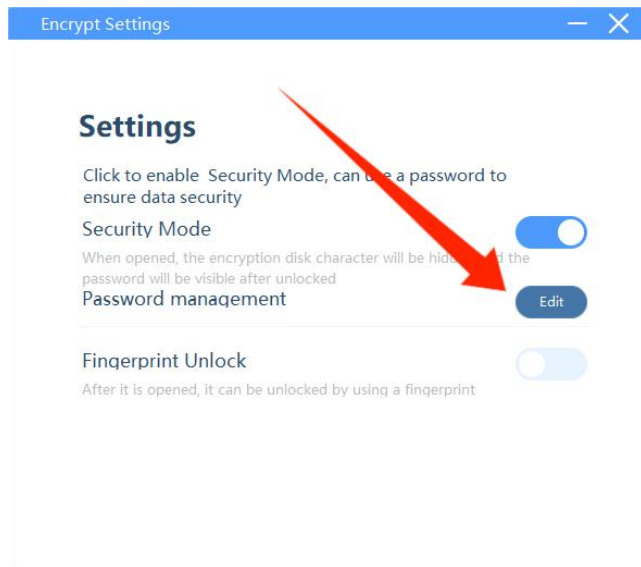 Encrypt Settings
Settings
Click to enable Security Mode, can use a password to
ensure data security
Security Mode
When opened, the encryption disk character will be the
password will be visible after unlocked
Password management
Edit
Fingerprint Unlock
After it is opened, it can be unlocked by using a fingerprint